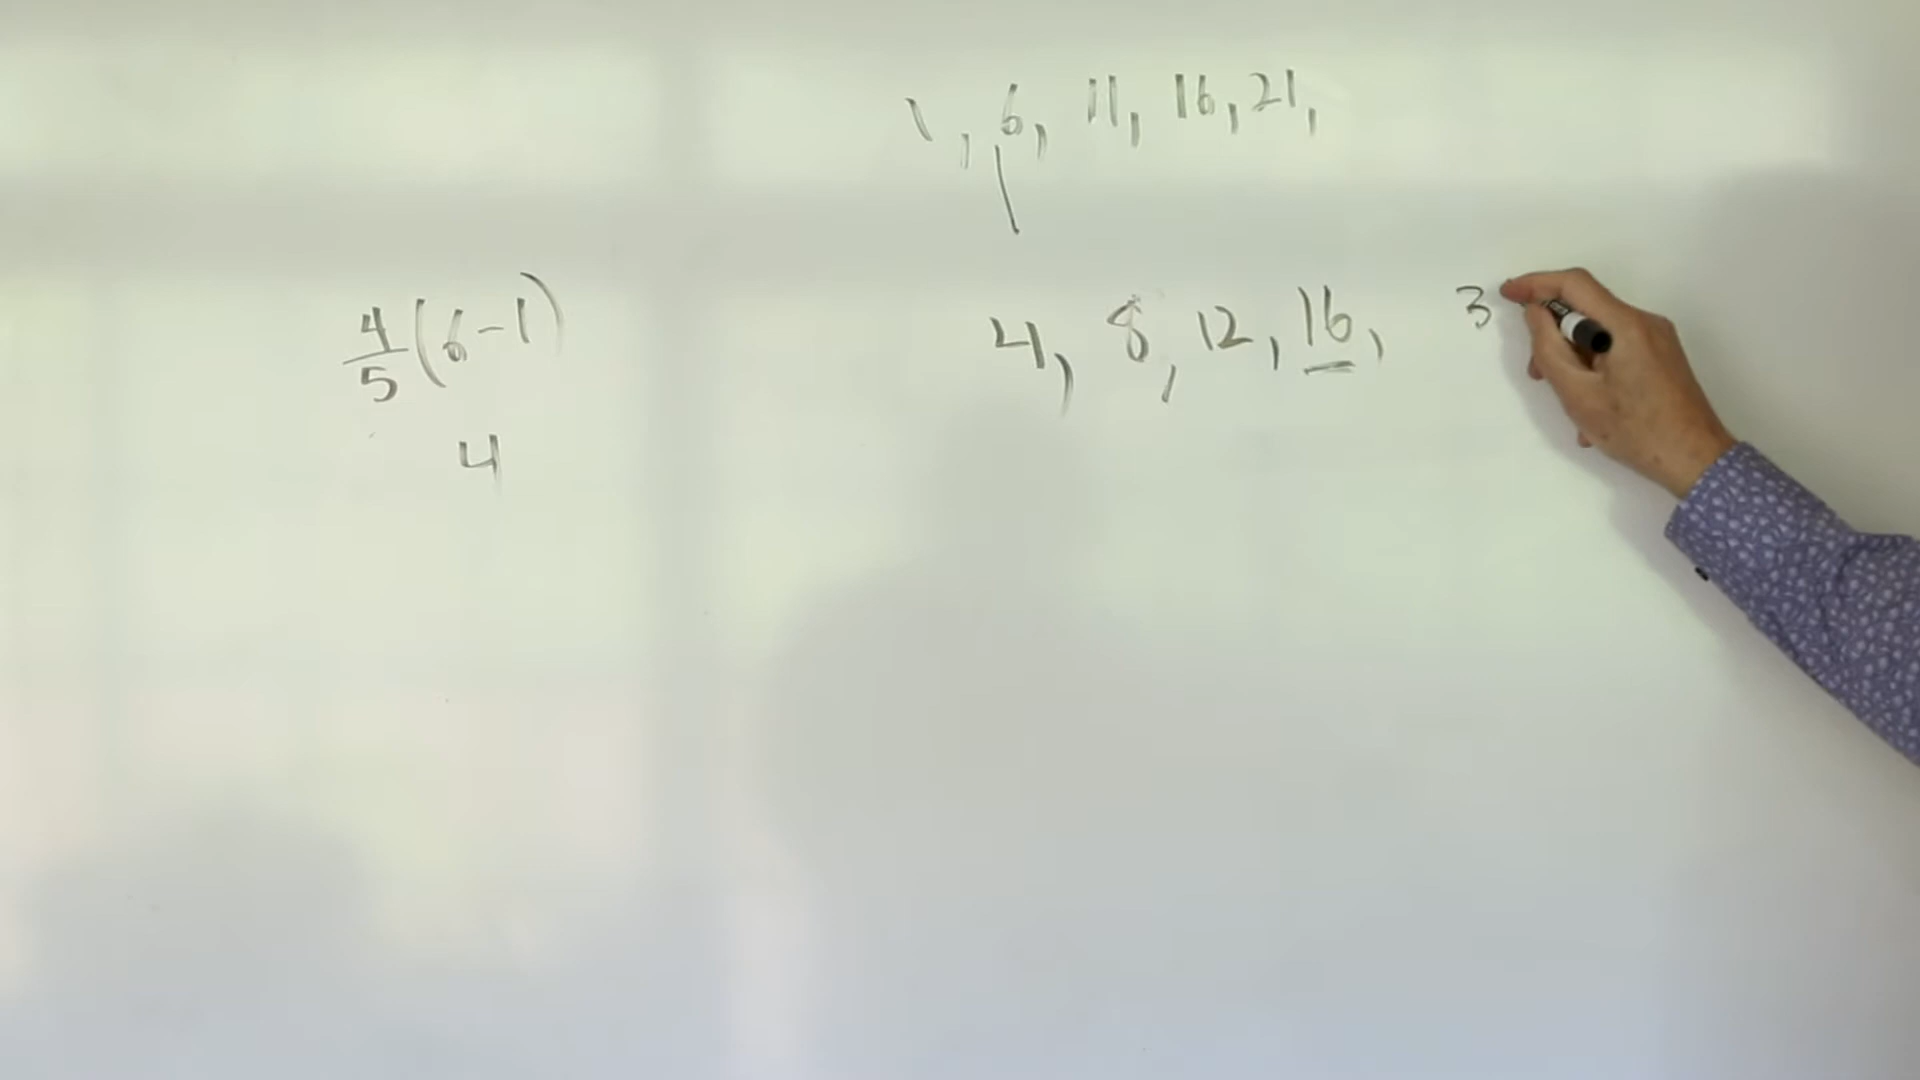 1, 6, 11, 16, 21,
4/5(6-1)
4, 8, 12, 16, 3
4